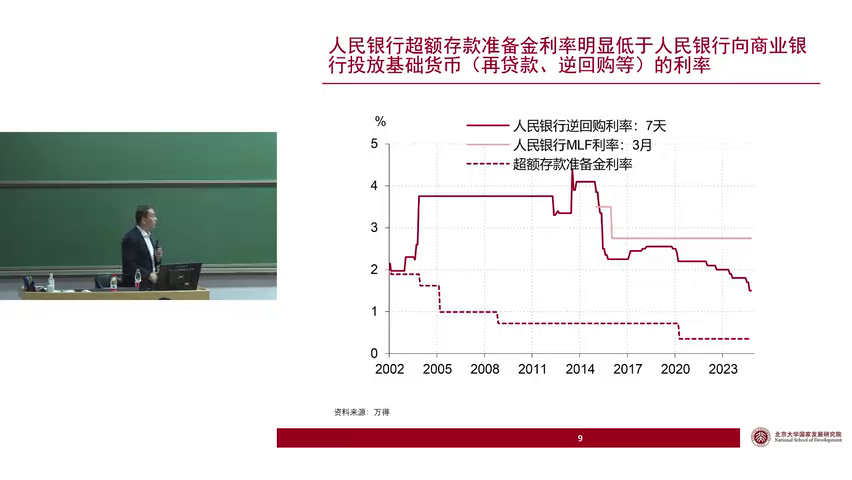 人民银行超额存款准备金利率明显低于人民银行向商业银
行投放基础货币（再贷款、逆回购等）的利率
%
人民银行逆回购利率：7天
人民银行MLF利率：3月
超额存款准备金利率
5
4
3
2
1
0
2002 2005 2008 2011 2014 2017 2020 2023
资料来源：万得
9
北京大学国家发展研究院
National School of Development